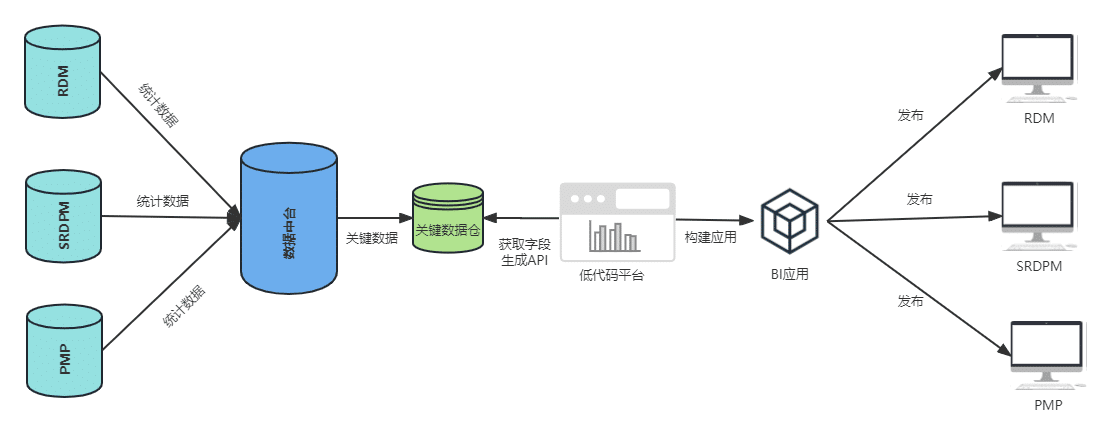 RDM
统计数据
SRDPM
统计数据
PMP
统计数据
数据中台
关键数据
关键数据仓
获取字段
生成API
低代码平台
构建应用
BI应用
发布
RDM
发布
SRDPM
发布
PMP